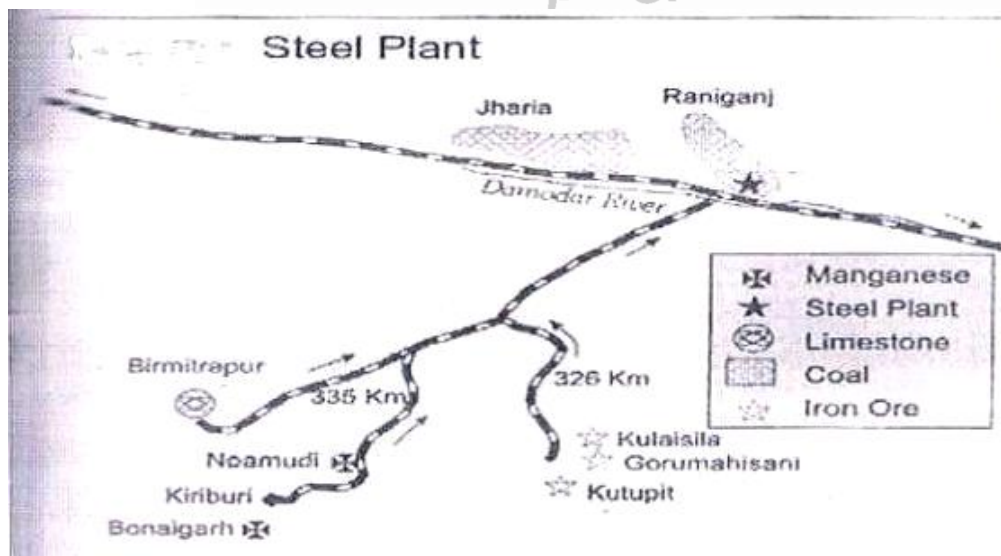 Steel Plant
Jharia
Raniganj
Damodar River
Manganese
Steel Plant
Limestone
Coal
Iron Ore
Birmitrapur
335 Km
326 Km
Noamudi
Kiriburi
Bonaigarh
Kulaisila
Gorumahisani
Kutupit